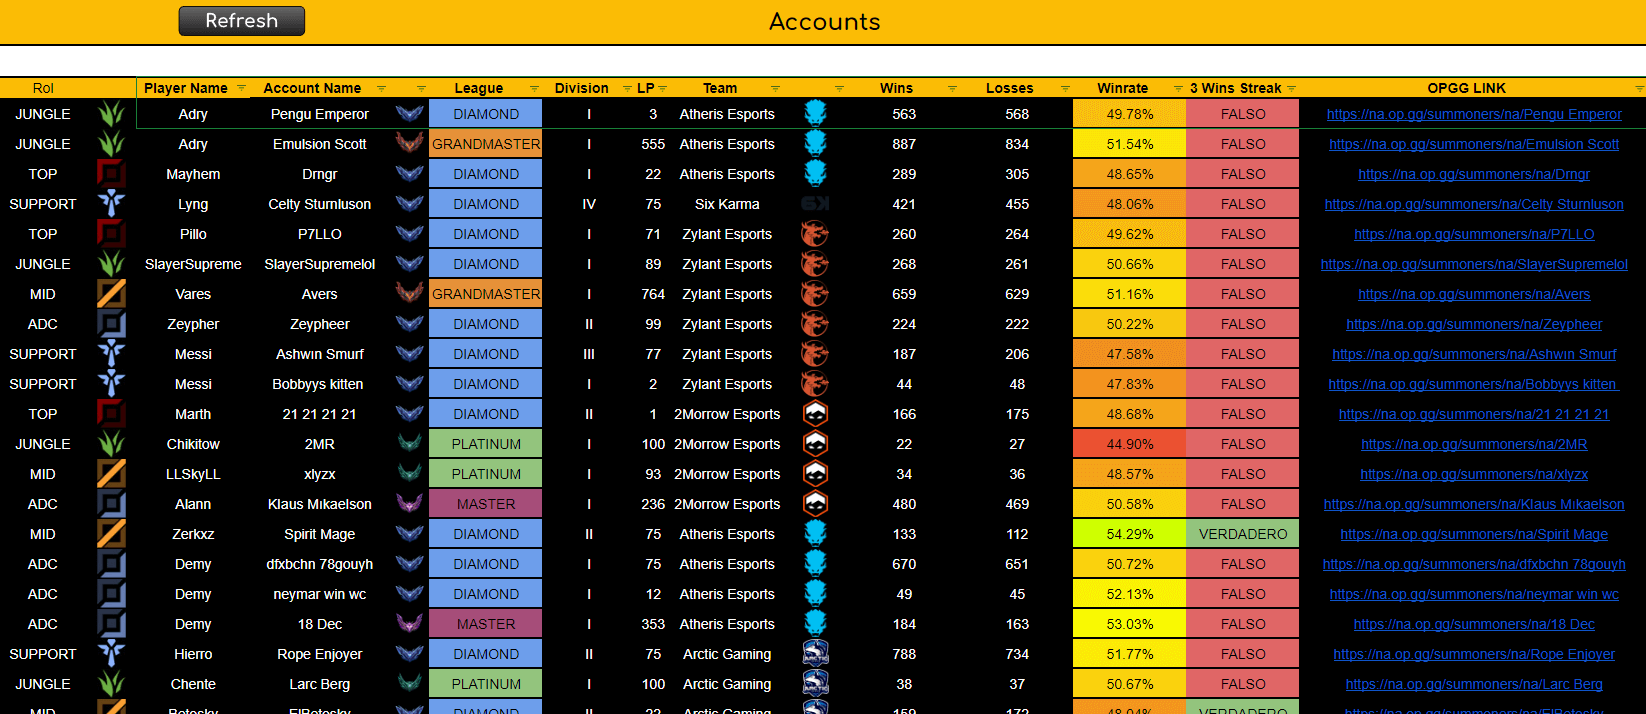 Refresh Accounts
Rol Player Name Account Name League Division LP Team Wins Losses Winrate 3 Wins Streak OPGG LINK
JUNGLE Adry Pengu Emperor DIAMOND I 3 Atheris Esports 563 568 49.78% FALSO https://na.op.gg/summoners/na/Pengu Emperor
JUNGLE Adry Emulsion Scott GRANDMASTER I 555 Atheris Esports 887 834 51.54% FALSO https://na.op.gg/summoners/na/Emulsion Scott
TOP Mayhem Drngr DIAMOND I 22 Atheris Esports 289 305 48.65% FALSO https://na.op.gg/summoners/na/Drngr
SUPPORT Lyng Celty Sturnluson DIAMOND IV 75 Six Karma 421 455 48.06% FALSO https://na.op.gg/summoners/na/Celty Sturnluson
TOP Pillo P7LLO DIAMOND I 71 Zylant Esports 260 264 49.62% FALSO https://na.op.gg/summoners/na/P7LLO
JUNGLE SlayerSupreme SlayerSupremelol DIAMOND I 89 Zylant Esports 268 261 50.66% FALSO https://na.op.gg/summoners/na/SlayerSupremelol
MID Vares Avers GRANDMASTER I 764 Zylant Esports 659 629 51.16% FALSO https://na.op.gg/summoners/na/Avers
ADC Zeypher Zeypheer DIAMOND II 99 Zylant Esports 224 222 50.22% FALSO https://na.op.gg/summoners/na/Zeypheer
SUPPORT Messi Ashwın Smurf DIAMOND III 77 Zylant Esports 187 206 47.58% FALSO https://na.op.gg/summoners/na/Ashwın Smurf
SUPPORT Messi Bobbyys kitten DIAMOND I 2 Zylant Esports 44 48 47.83% FALSO https://na.op.gg/summoners/na/Bobbyys kitten
TOP Marth 21 21 21 21 DIAMOND II 1 2Morrow Esports 166 175 48.68% FALSO https://na.op.gg/summoners/na/21 21 21 21
JUNGLE Chikitow 2MR PLATINUM I 100 2Morrow Esports 22 27 44.90% FALSO https://na.op.gg/summoners/na/2MR
MID LLSkyLL xlyzx PLATINUM I 93 2Morrow Esports 34 36 48.57% FALSO https://na.op.gg/summoners/na/xlyzx
ADC Alann Klaus Mıkaelson MASTER I 236 2Morrow Esports 480 469 50.58% FALSO https://na.op.gg/summoners/na/Klaus Mıkaelson
MID Zerkxz Spirit Mage DIAMOND II 75 Atheris Esports 133 112 54.29% VERDADERO https://na.op.gg/summoners/na/Spirit Mage
ADC Demy dfxbchn 78gouyh DIAMOND I 75 Atheris Esports 670 651 50.72% FALSO https://na.op.gg/summoners/na/dfxbchn 78gouyh
ADC Demy neymar win wc DIAMOND I 12 Atheris Esports 49 45 52.13% FALSO https://na.op.gg/summoners/na/neymar win wc
ADC Demy 18 Dec MASTER I 353 Atheris Esports 184 163 53.03% FALSO https://na.op.gg/summoners/na/18 Dec
SUPPORT Hierro Rope Enjoyer DIAMOND II 75 Arctic Gaming 788 734 51.77% FALSO https://na.op.gg/summoners/na/Rope Enjoyer
JUNGLE Chente Larc Berg PLATINUM I 100 Arctic Gaming 38 37 50.67% FALSO https://na.op.gg/summoners/na/Larc Berg
MID Botosky ElBotosky DIAMOND II 22 Arctic Gaming 159 172 48.04% VERDADERO https://na.op.gg/summoners/na/ElBotosky